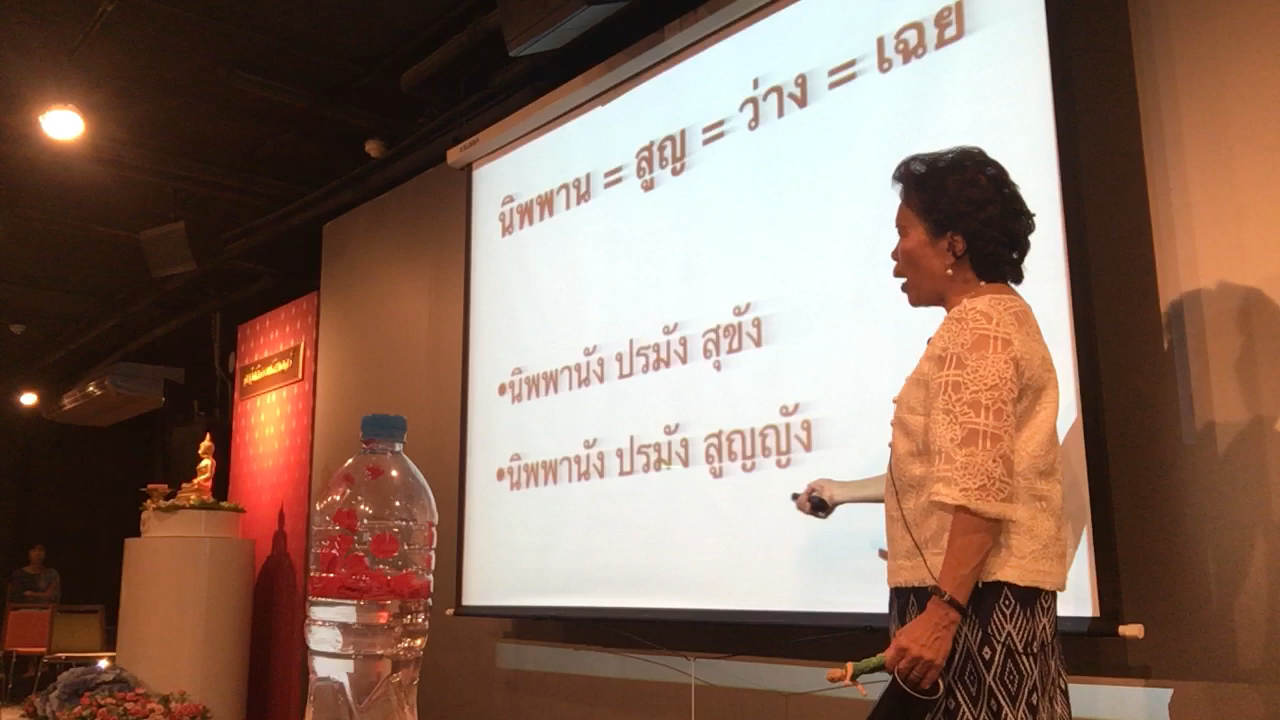 นิพพาน = สูญ = ว่าง = เฉย
•นิพพานัง ปรมัง สุขัง
•นิพพานัง ปรมัง สูญญัง